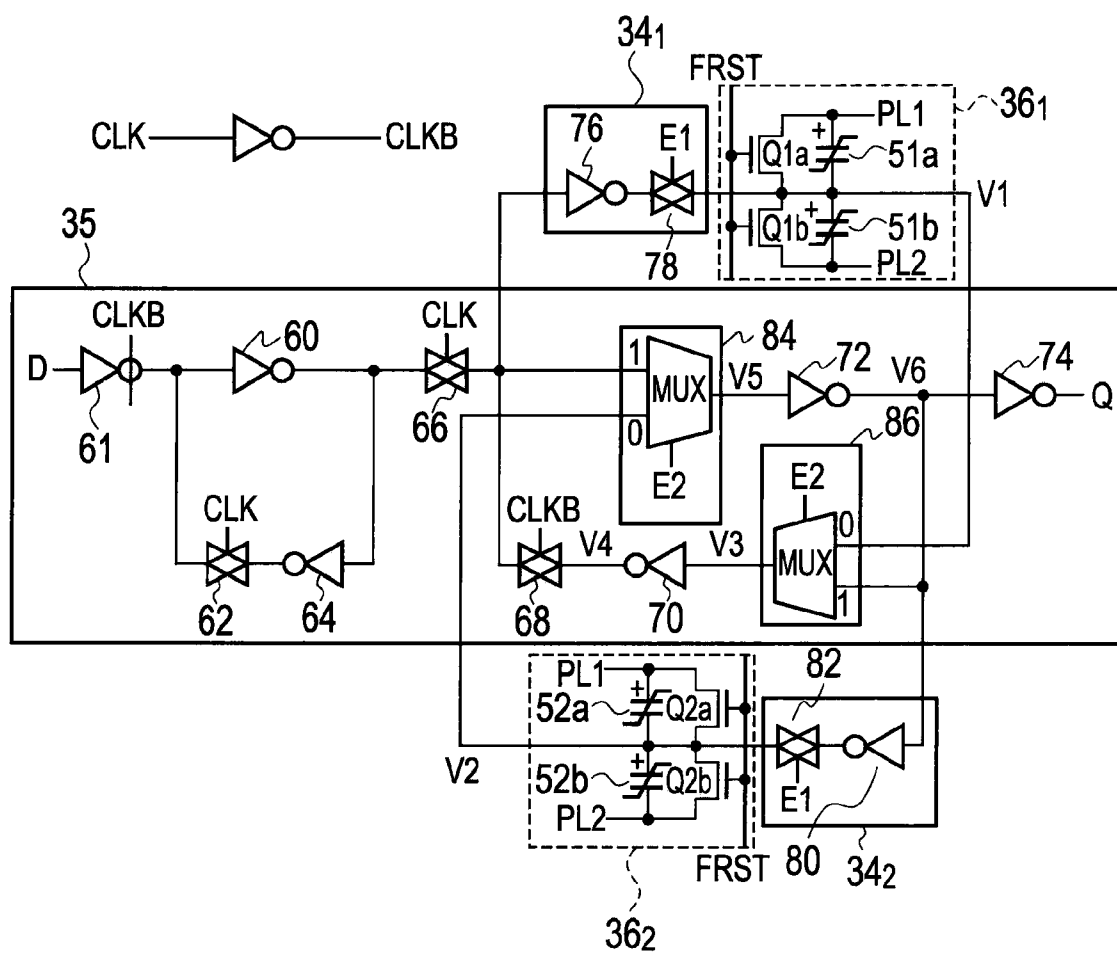 34₁
FRST
36₁
CLK
CLKB
76
E1
PL1
+
Q1a
51a
V1
+
Q1b
51b
78
PL2
35
CLKB
60
CLK
84
D
1
MUX
V5
72
V6
74
Q
61
66
0
86
E2
E2
CLK
CLKB
V4
V3
MUX
0
1
62
64
68
70
PL1
52a
+
Q2a
82
V2
52b
+
Q2b
E1
PL2
FRST
80
34₂
36₂